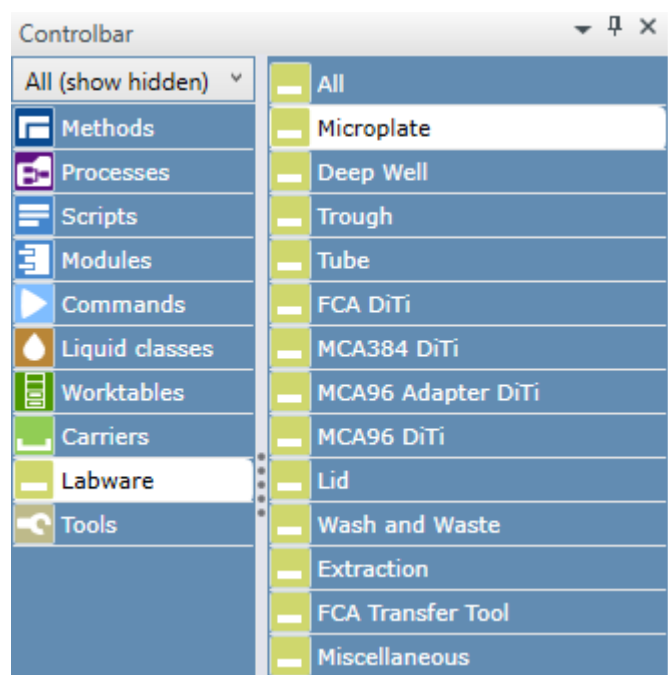 Controlbar
All (show hidden)
Methods
Processes
Scripts
Modules
Commands
Liquid classes
Worktables
Carriers
Labware
Tools
All
Microplate
Deep Well
Trough
Tube
FCA DiTi
MCA384 DiTi
MCA96 Adapter DiTi
MCA96 DiTi
Lid
Wash and Waste
Extraction
FCA Transfer Tool
Miscellaneous